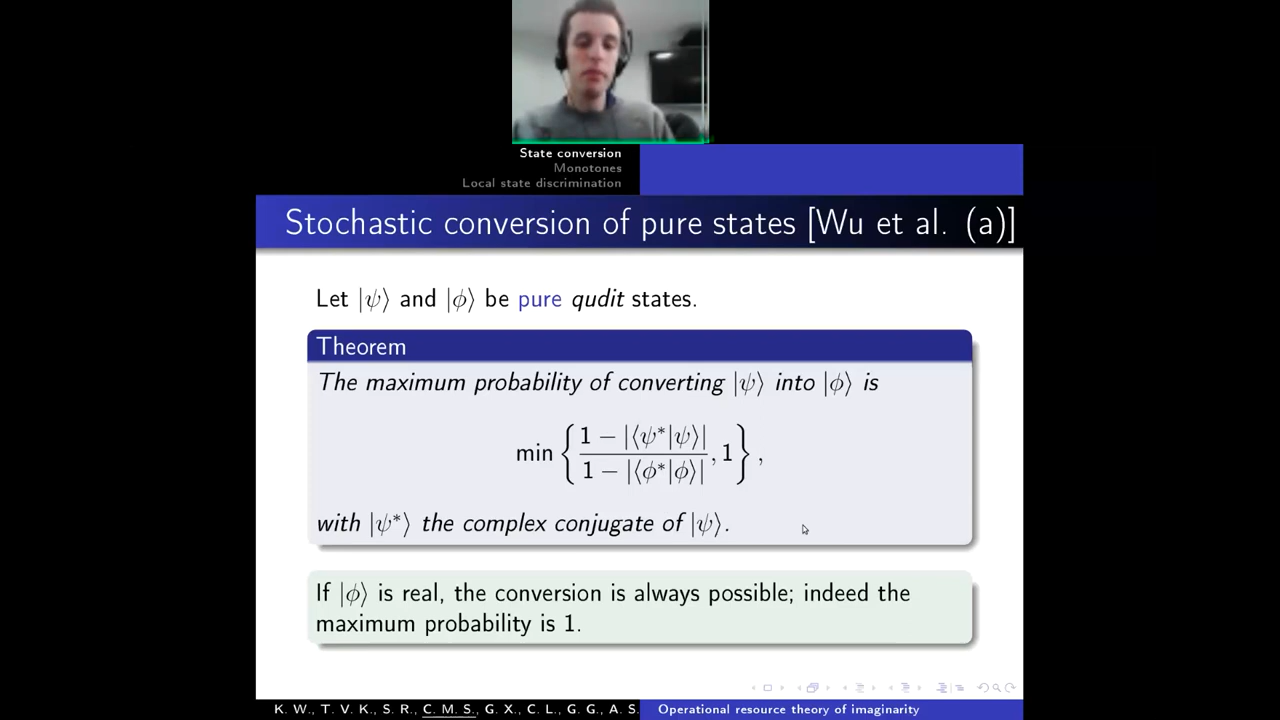 State conversion
Monotones
Local state discrimination
Stochastic conversion of pure states [Wu et al. (a)]
Let |ψ⟩ and |ϕ⟩ be pure qudit states.
Theorem
The maximum probability of converting |ψ⟩ into |ϕ⟩ is
min { (1 − |⟨ψ*|ψ⟩|) / (1 − |⟨ϕ*|ϕ⟩|), 1 },
with |ψ*⟩ the complex conjugate of |ψ⟩.
If |ϕ⟩ is real, the conversion is always possible; indeed the
maximum probability is 1.
K. W., T. V. K., S. R., C. M. S., G. X., C. L., G. G., A. S.
Operational resource theory of imaginarity